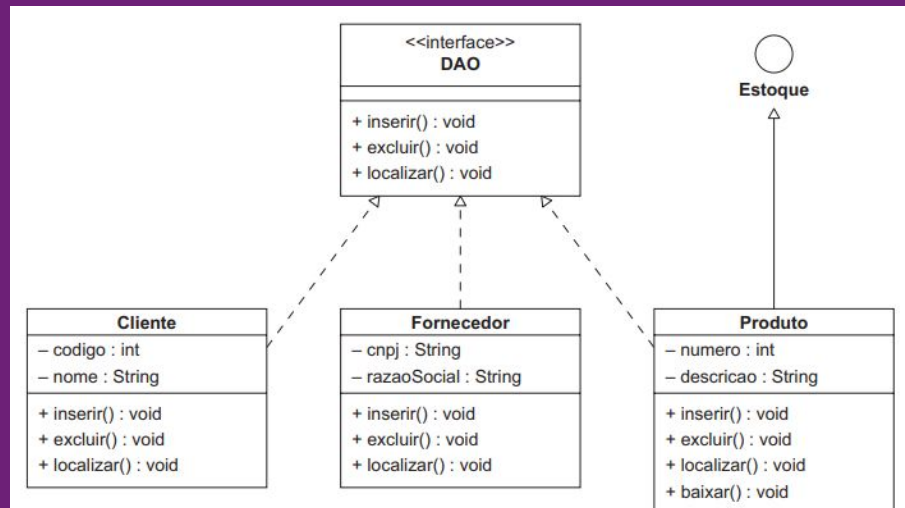 <<interface>>
DAO
+ inserir() : void
+ excluir() : void
+ localizar() : void
Estoque
Cliente
– codigo : int
– nome : String
+ inserir() : void
+ excluir() : void
+ localizar() : void
Fornecedor
– cnpj : String
– razaoSocial : String
+ inserir() : void
+ excluir() : void
+ localizar() : void
Produto
– numero : int
– descricao : String
+ inserir() : void
+ excluir() : void
+ localizar() : void
+ baixar() : void